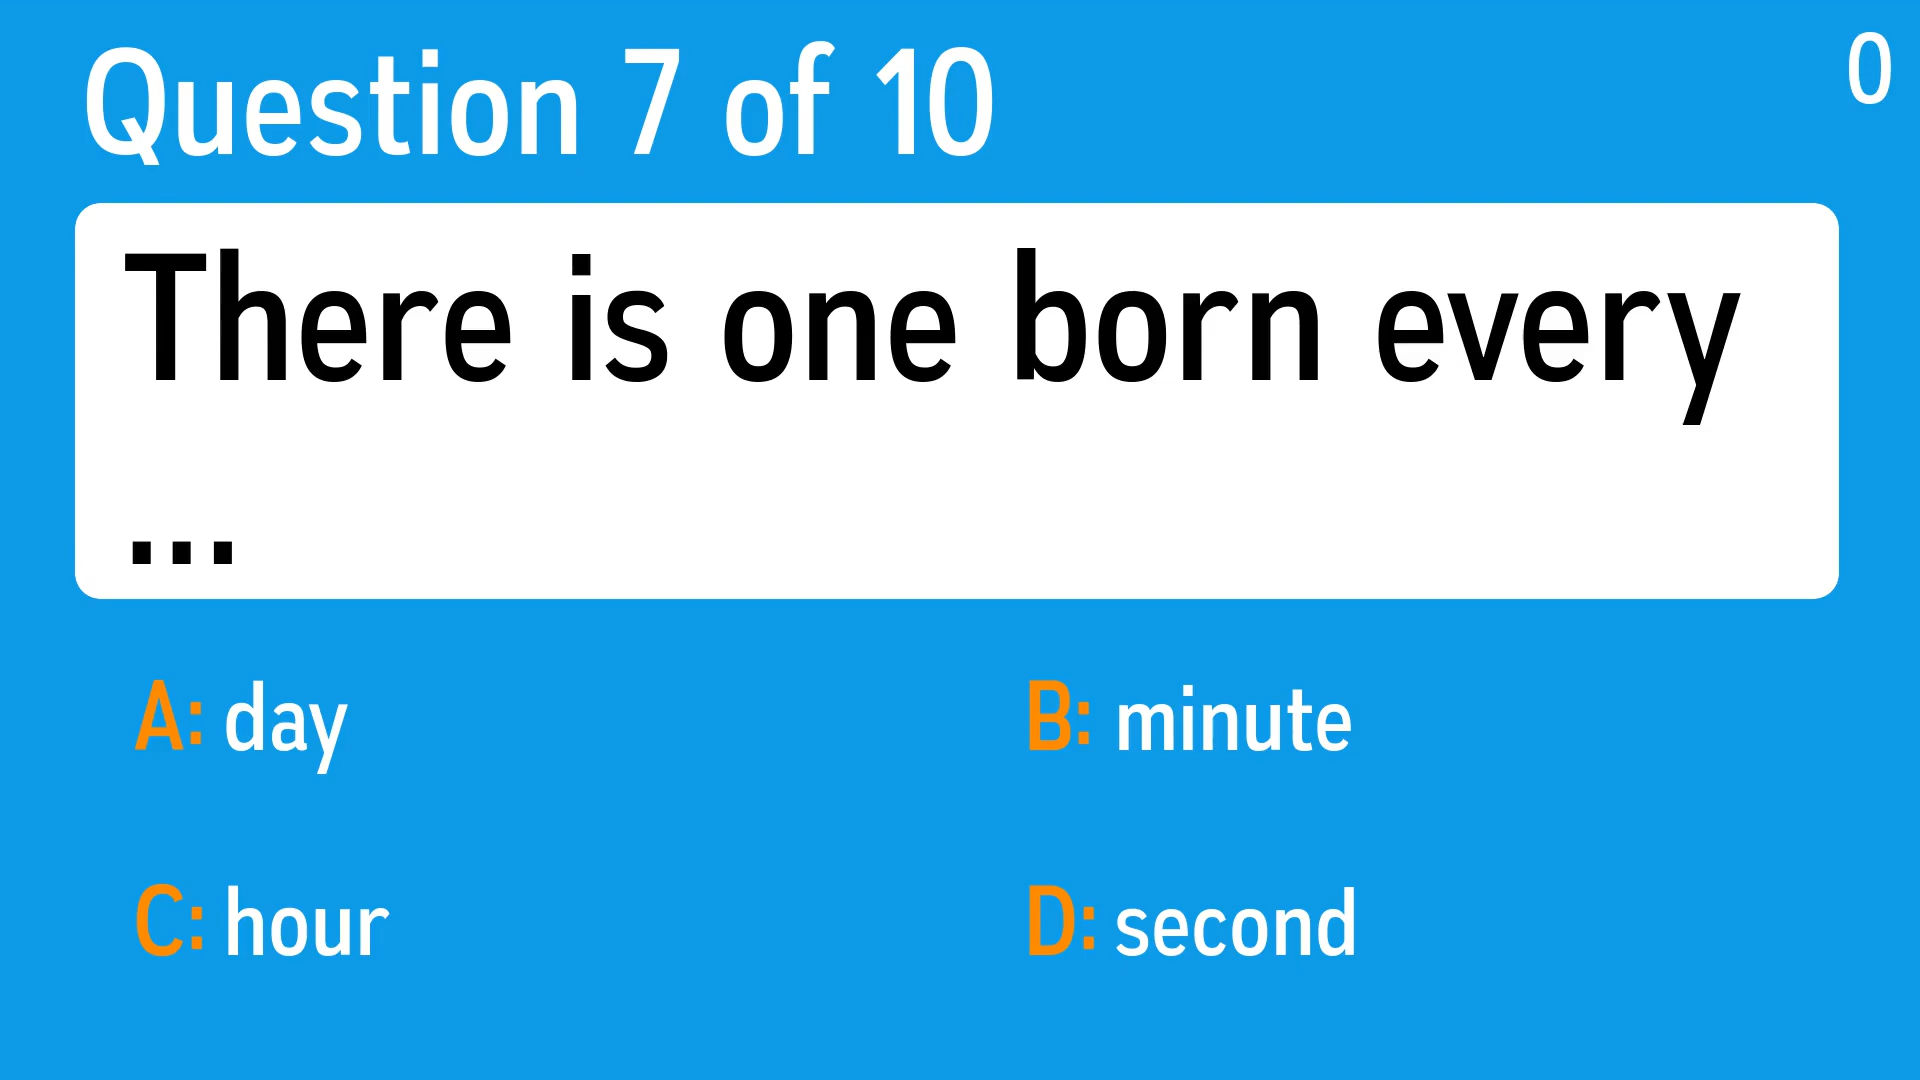 Question 7 of 10
0
There is one born every
...
A: day
B: minute
C: hour
D: second